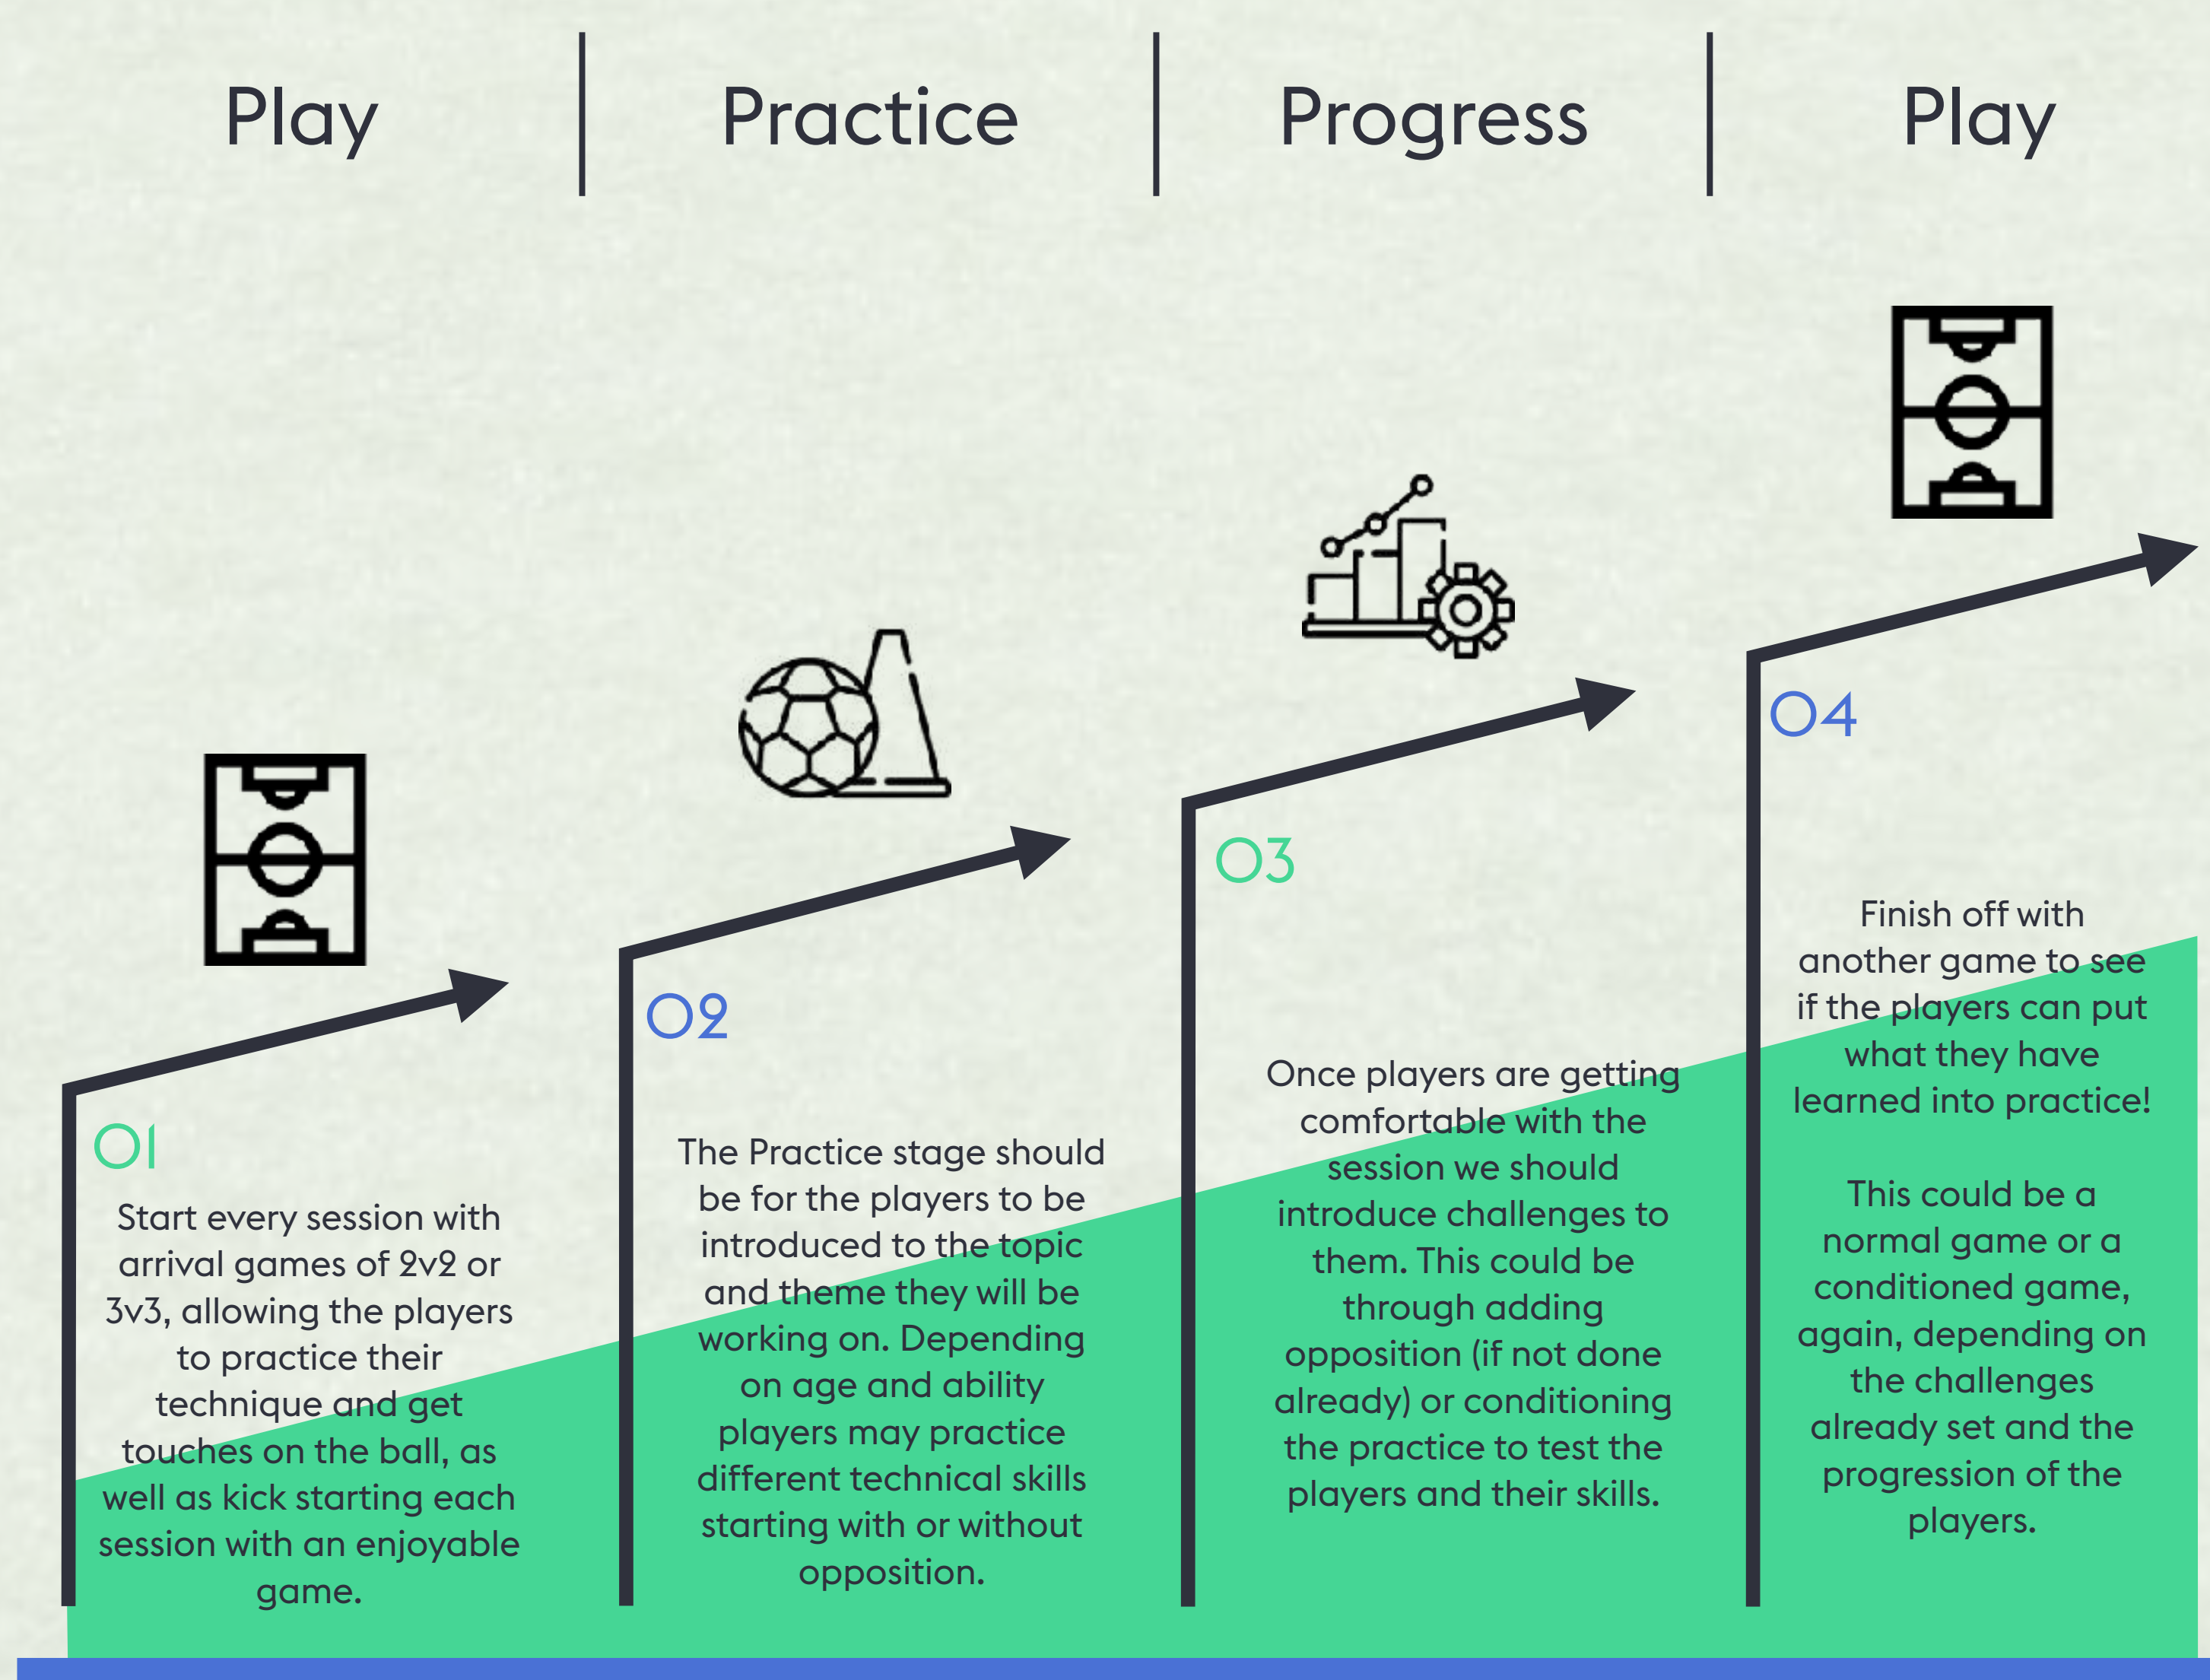 Play
Practice
Progress
Play
01
Start every session with
arrival games of 2v2 or
3v3, allowing the players
to practice their
technique and get
touches on the ball, as
well as kick starting each
session with an enjoyable
game.
02
The Practice stage should
be for the players to be
introduced to the topic
and theme they will be
working on. Depending
on age and ability
players may practice
different technical skills
starting with or without
opposition.
03
Once players are getting
comfortable with the
session we should
introduce challenges to
them. This could be
through adding
opposition (if not done
already) or conditioning
the practice to test the
players and their skills.
04
Finish off with
another game to see
if the players can put
what they have
learned into practice!
This could be a
normal game or a
conditioned game,
again, depending on
the challenges
already set and the
progression of the
players.